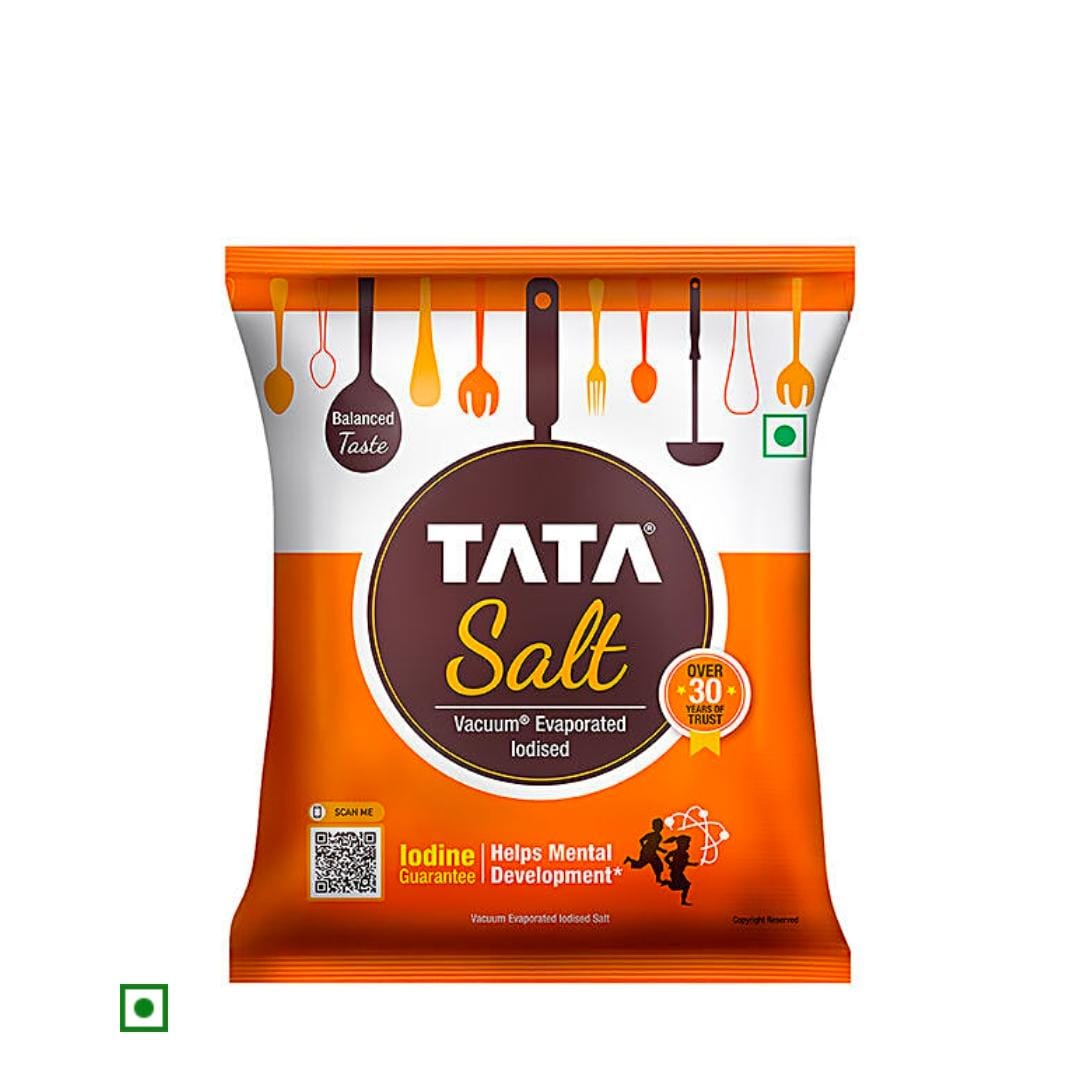 Balanced
Taste
TATA®
Salt
Vacuum® Evaporated
Iodised
OVER
30
YEARS OF
TRUST
SCAN ME
Iodine
Guarantee
Helps Mental
Development*
Vacuum Evaporated Iodised Salt
Copyright Reserved